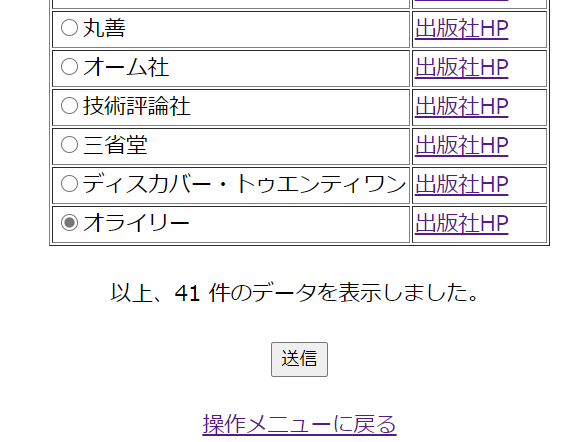 丸善 出版社HP
オーム社 出版社HP
技術評論社 出版社HP
三省堂 出版社HP
ディスカバー・トゥエンティワン 出版社HP
オライリー 出版社HP
以上、41 件のデータを表示しました。
送信
操作メニューに戻る